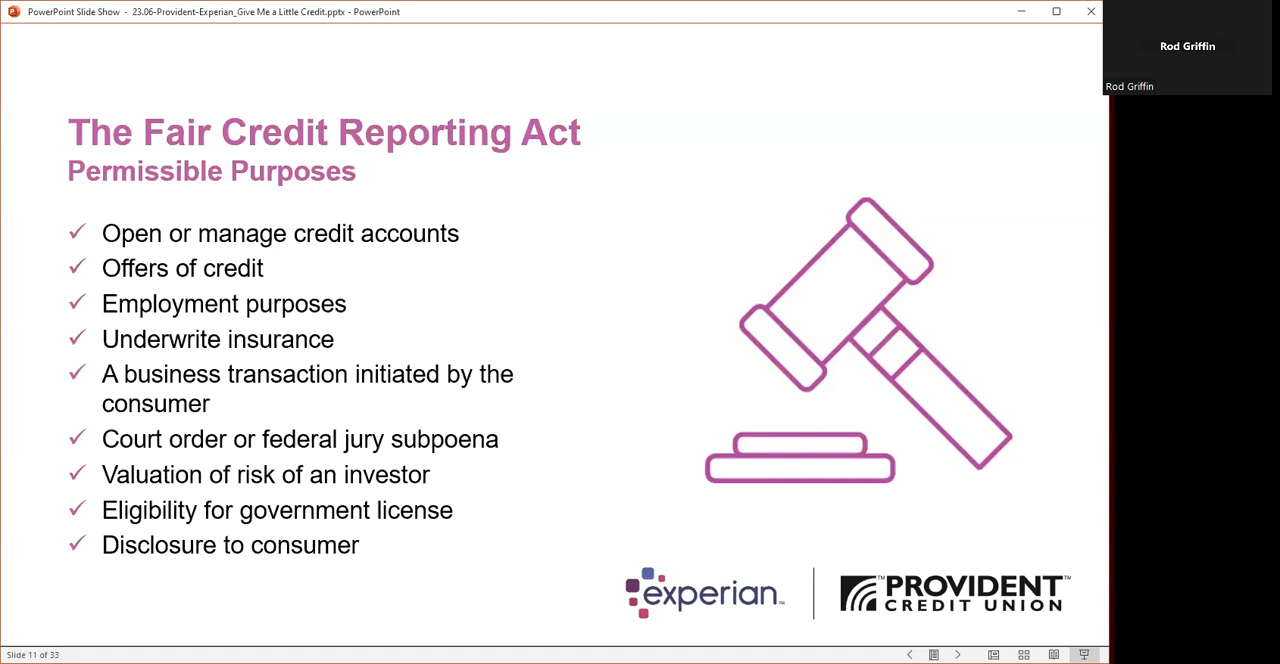 PowerPoint Slide Show - 23.06-Provident-Experian_Give Me a Little Credit.pptx - PowerPoint
Rod Griffin
Rod Griffin
The Fair Credit Reporting Act
Permissible Purposes
Open or manage credit accounts
Offers of credit
Employment purposes
Underwrite insurance
A business transaction initiated by the
consumer
Court order or federal jury subpoena
Valuation of risk of an investor
Eligibility for government license
Disclosure to consumer
experian™
™PROVIDENT™
CREDIT UNION
Slide 11 of 33